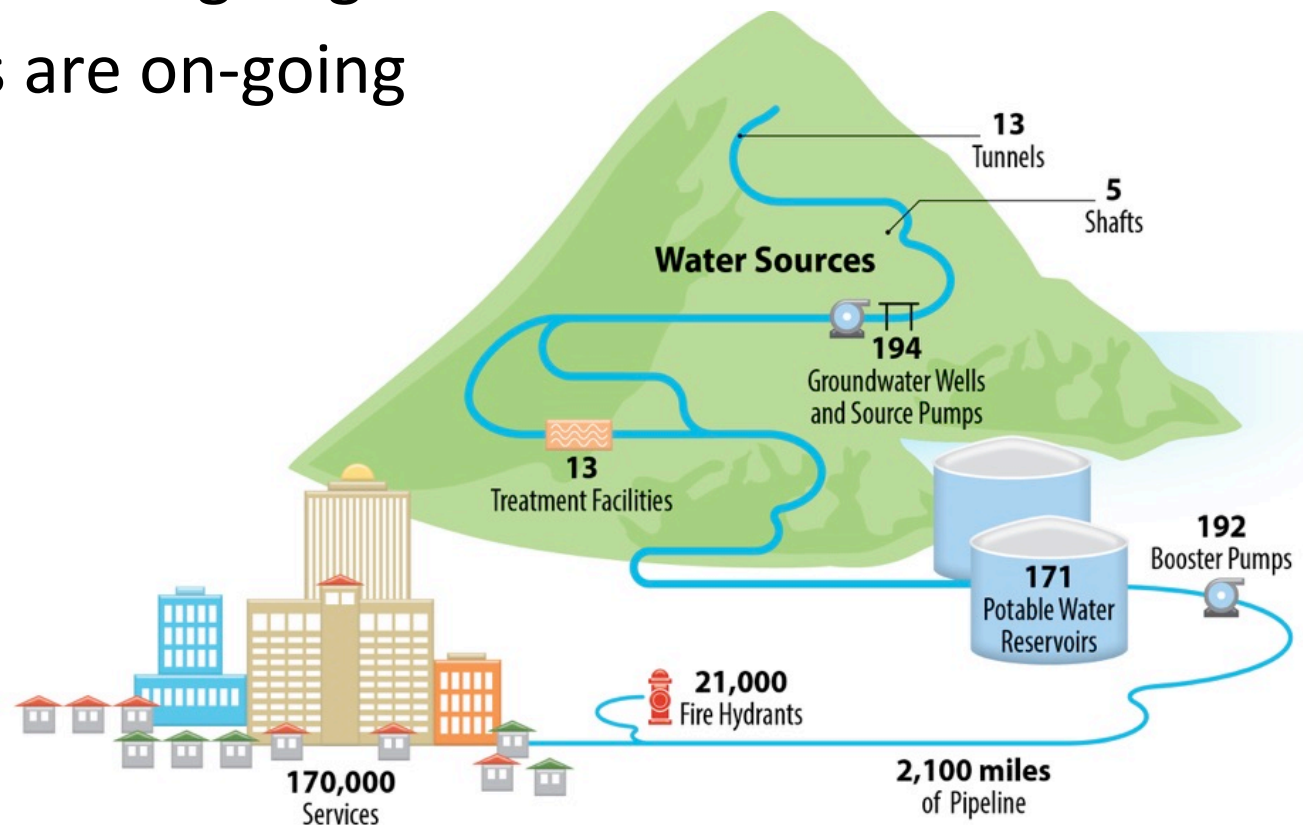 s are on-going
13
Tunnels
5
Shafts
Water Sources
194
Groundwater Wells
and Source Pumps
13
Treatment Facilities
192
Booster Pumps
171
Potable Water
Reservoirs
21,000
Fire Hydrants
170,000
Services
2,100 miles
of Pipeline